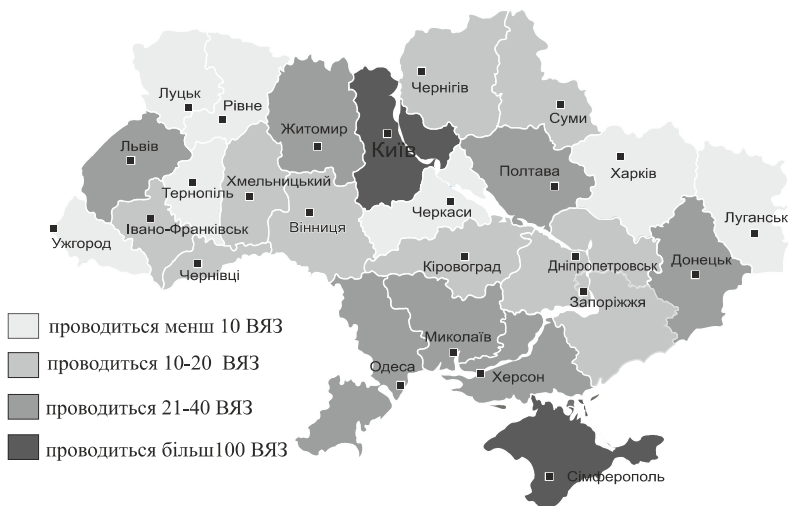 Чернігів
Луцьк
Рівне
Суми
Житомир
Київ
Львів
Полтава
Харків
Тернопіль
Хмельницький
Черкаси
Луганськ
Івано-Франківськ
Вінниця
Ужгород
Чернівці
Кіровоград
Дніпропетровськ
Донецьк
Запоріжжя
проводиться менш 10 ВЯЗ
Миколаїв
проводиться 10-20 ВЯЗ
Одеса
Херсон
проводиться 21-40 ВЯЗ
проводиться більш100 ВЯЗ
Сімферополь